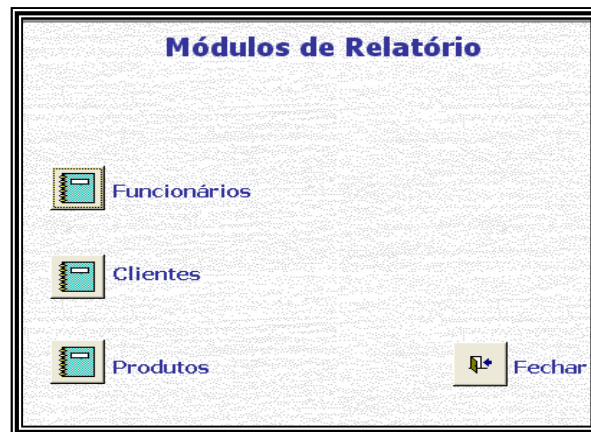 Módulos de Relatório
Funcionários
Clientes
Produtos
Fechar